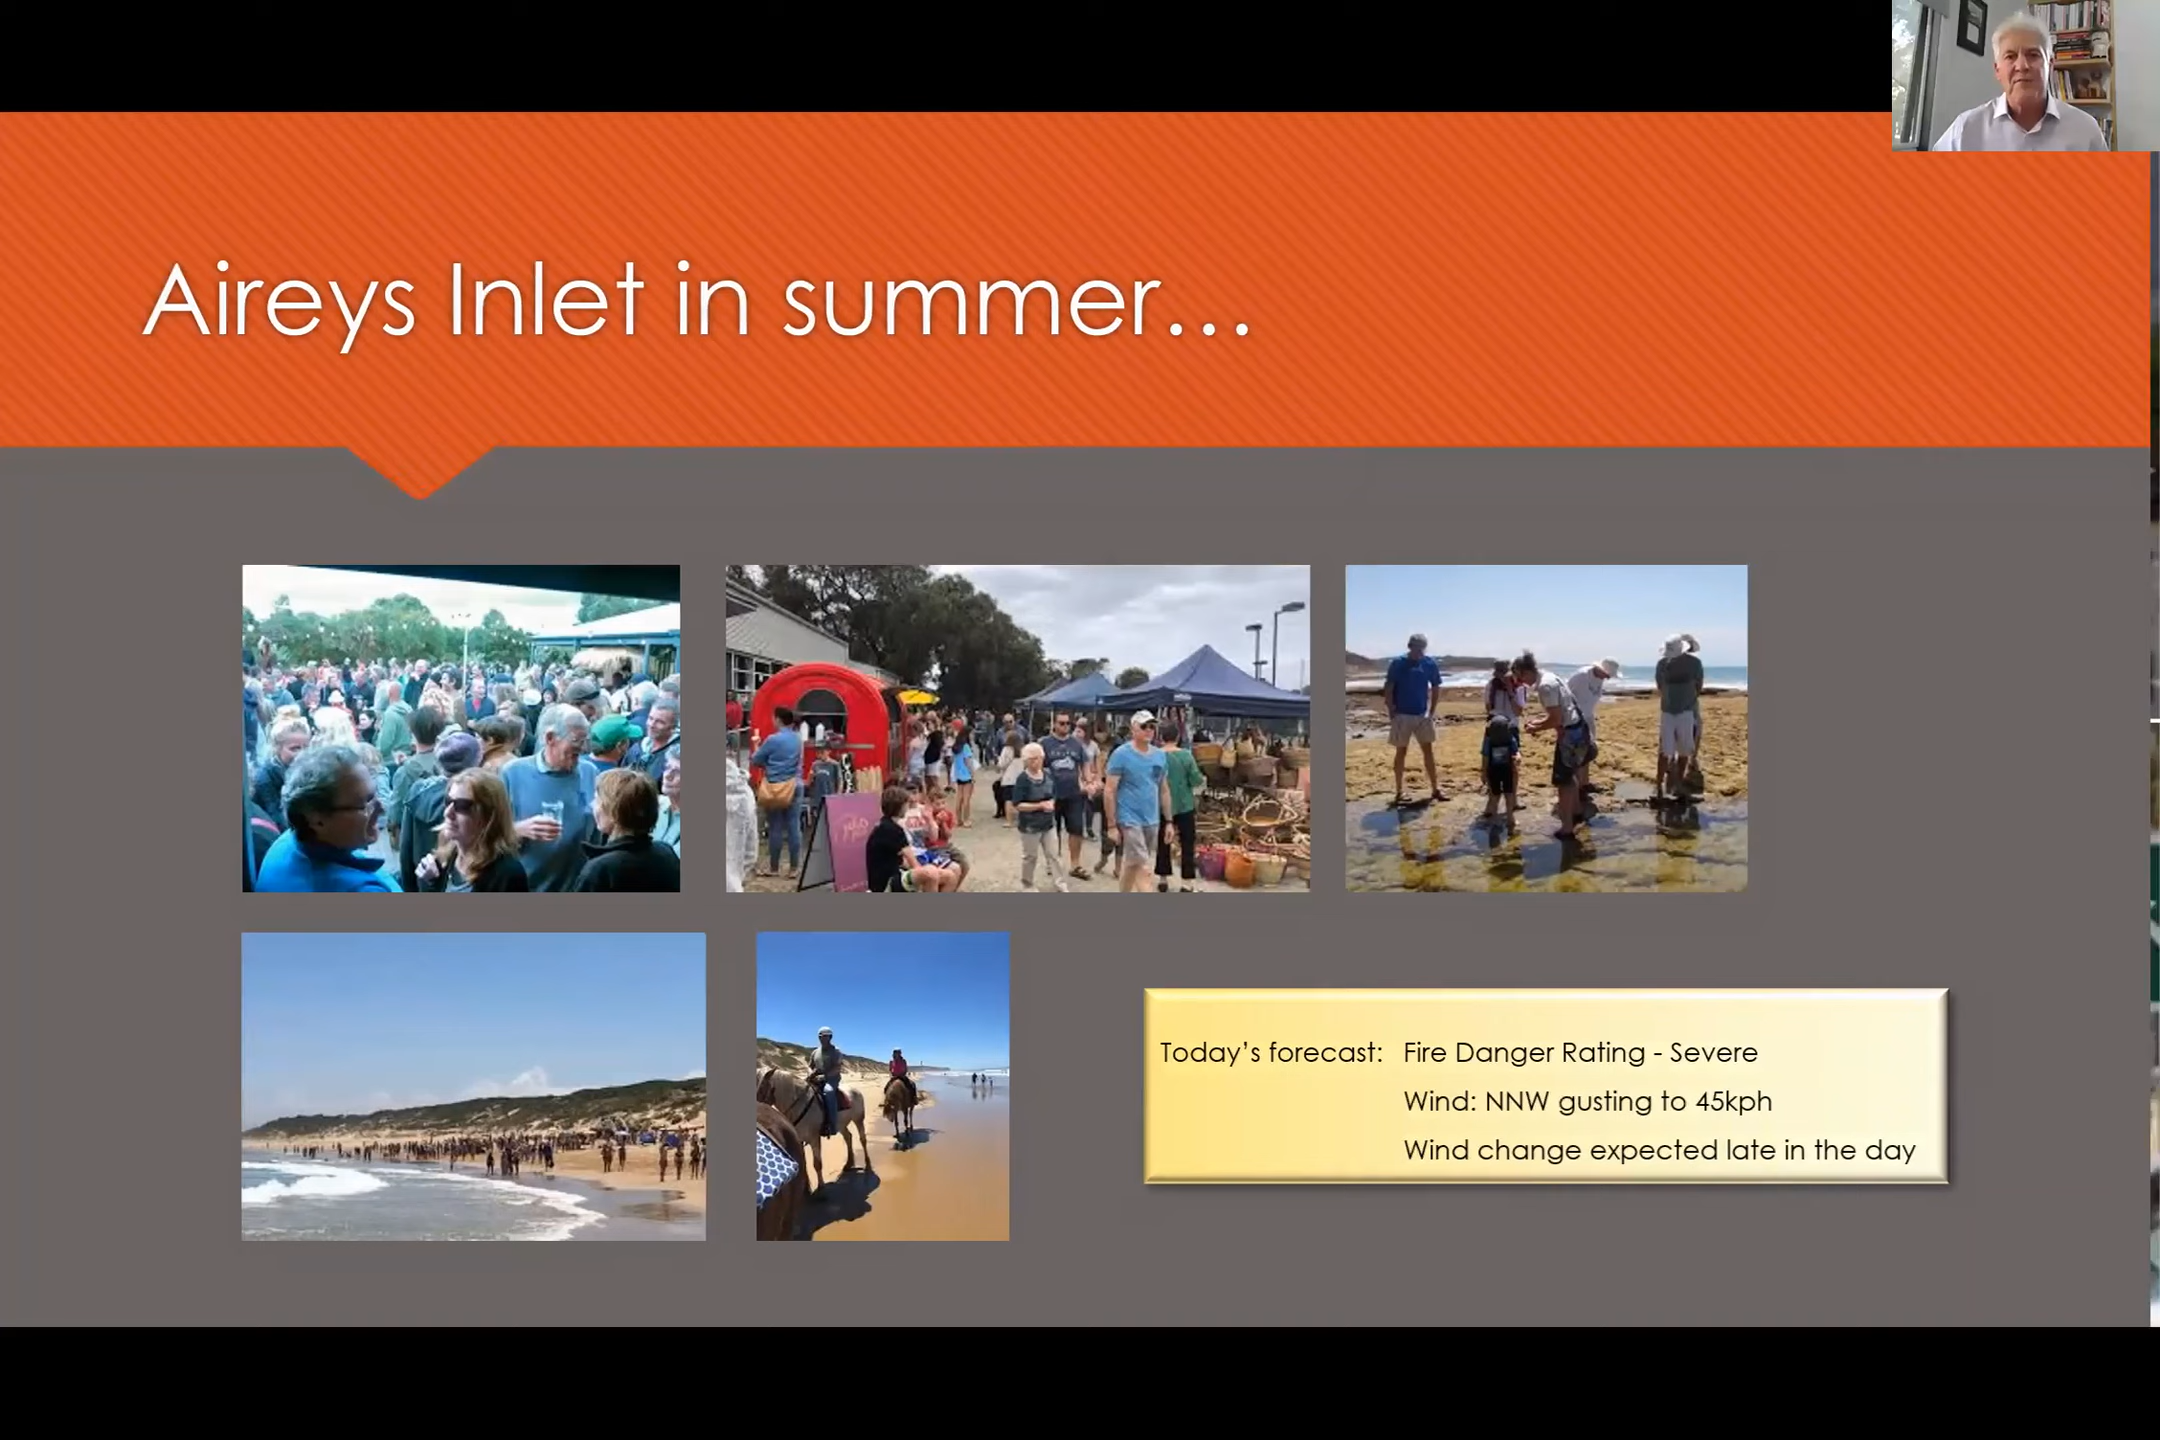 Aireys Inlet in summer...
Today's forecast: Fire Danger Rating - Severe
Wind: NNW gusting to 45kph
Wind change expected late in the day